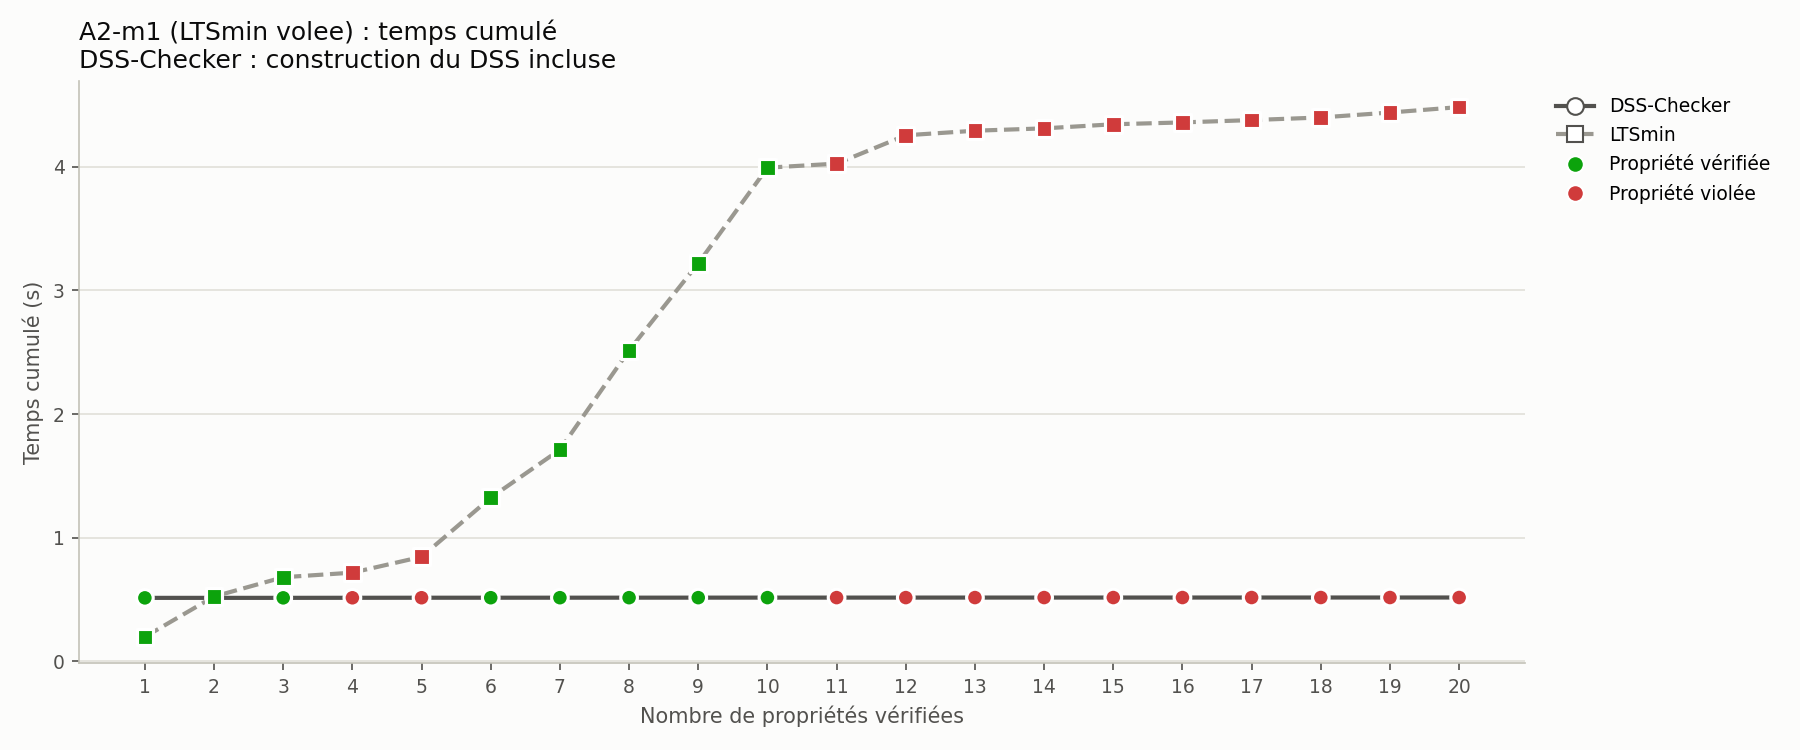 A2-m1 (LTSmin volee) : temps cumulé
DSS-Checker : construction du DSS incluse
DSS-Checker
LTSmin
Propriété vérifiée
Propriété violée
Temps cumulé (s)
4
3
2
1
0
1 2 3 4 5 6 7 8 9 10 11 12 13 14 15 16 17 18 19 20
Nombre de propriétés vérifiées